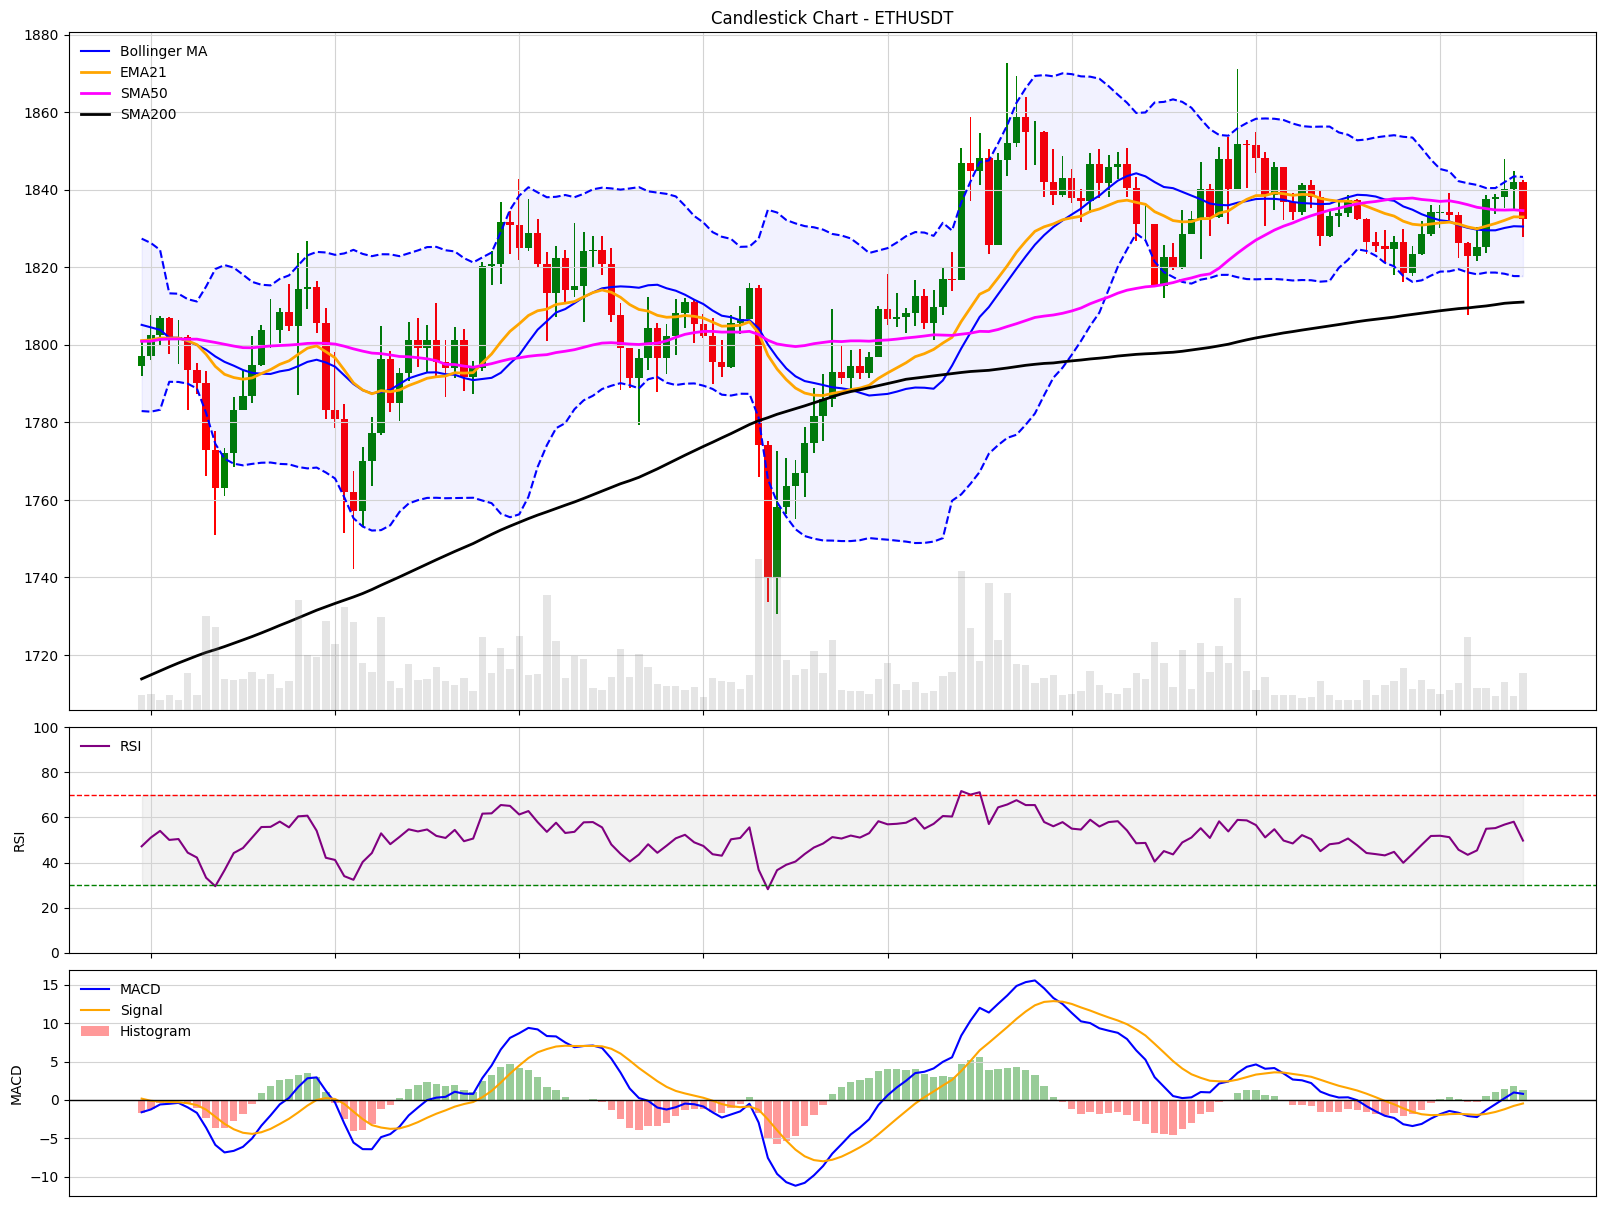 Candlestick Chart - ETHUSDT
1880
1860
1840
1820
1800
1780
1760
1740
1720
Bollinger MA
EMA21
SMA50
SMA200
100
80
60
40
20
0
RSI
RSI
15
10
5
0
−5
−10
MACD
MACD
Signal
Histogram